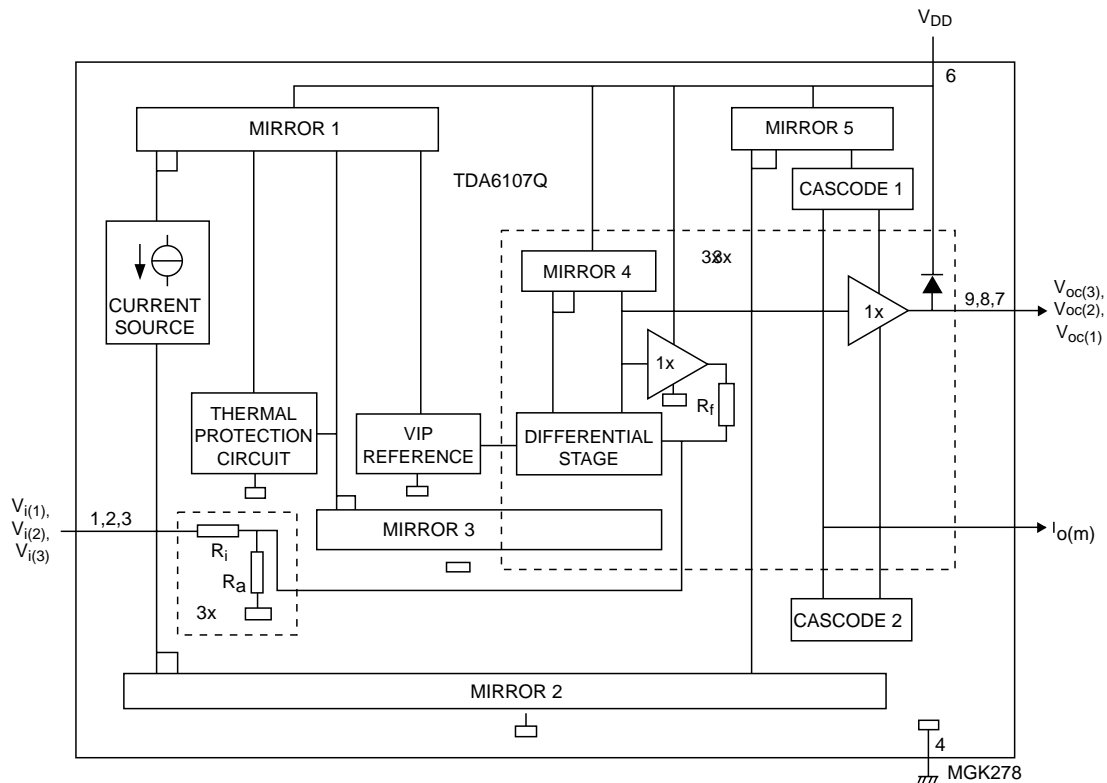 VDD
6
MIRROR 1
MIRROR 5
TDA6107Q
CASCODE 1
3x
MIRROR 4
CURRENT
SOURCE
1x
1x
9,8,7
Voc(3),
Voc(2),
Voc(1)
Rf
THERMAL
PROTECTION
CIRCUIT
VIP
REFERENCE
DIFFERENTIAL
STAGE
Vi(1),
Vi(2),
Vi(3)
1,2,3
MIRROR 3
Io(m)
Ri
Ra
3x
CASCODE 2
MIRROR 2
4
MGK278